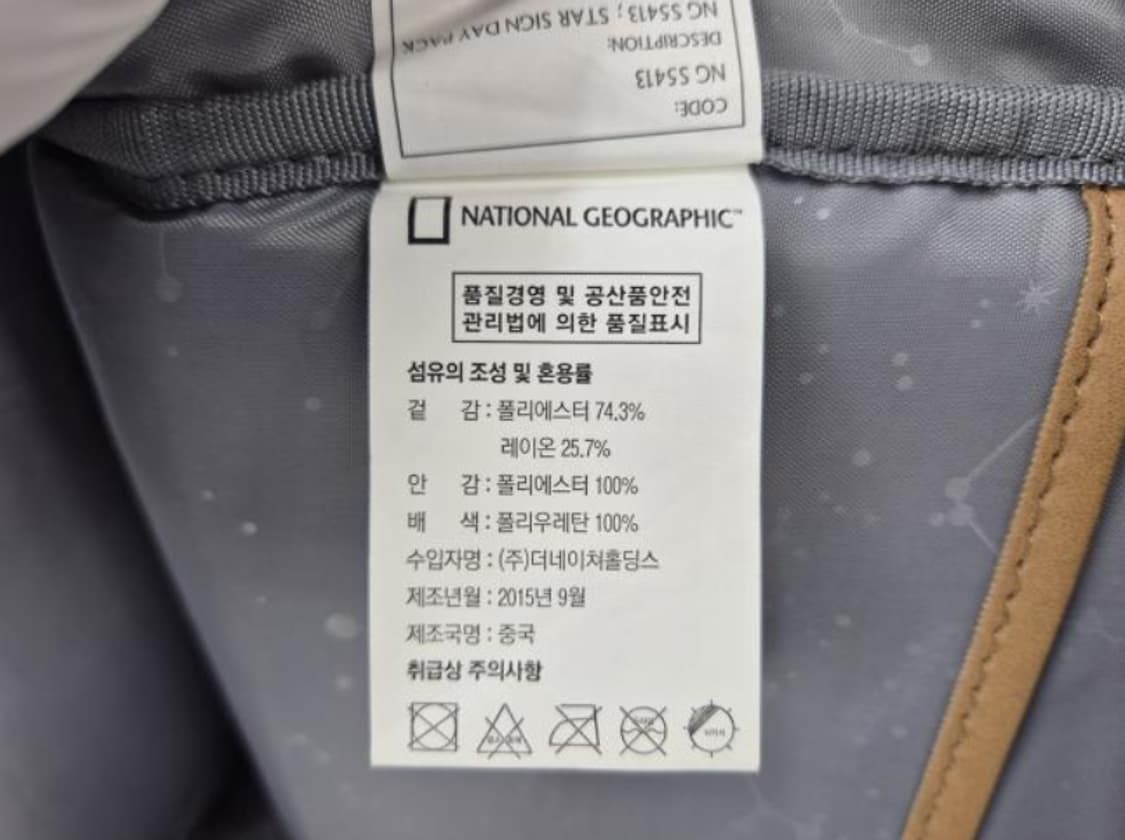 CODE:
NG S5413
DESCRIPTION:
NG S5413 ; STAR SIGN DAY PACK
NATIONAL GEOGRAPHIC™
품질경영 및 공산품안전
관리법에 의한 품질표시
섬유의 조성 및 혼용률
겉 감 : 폴리에스터 74.3%
레이온 25.7%
안 감 : 폴리에스터 100%
배 색 : 폴리우레탄 100%
수입자명 : (주)더네이쳐홀딩스
제조년월 : 2015년 9월
제조국명 : 중국
취급상 주의사항